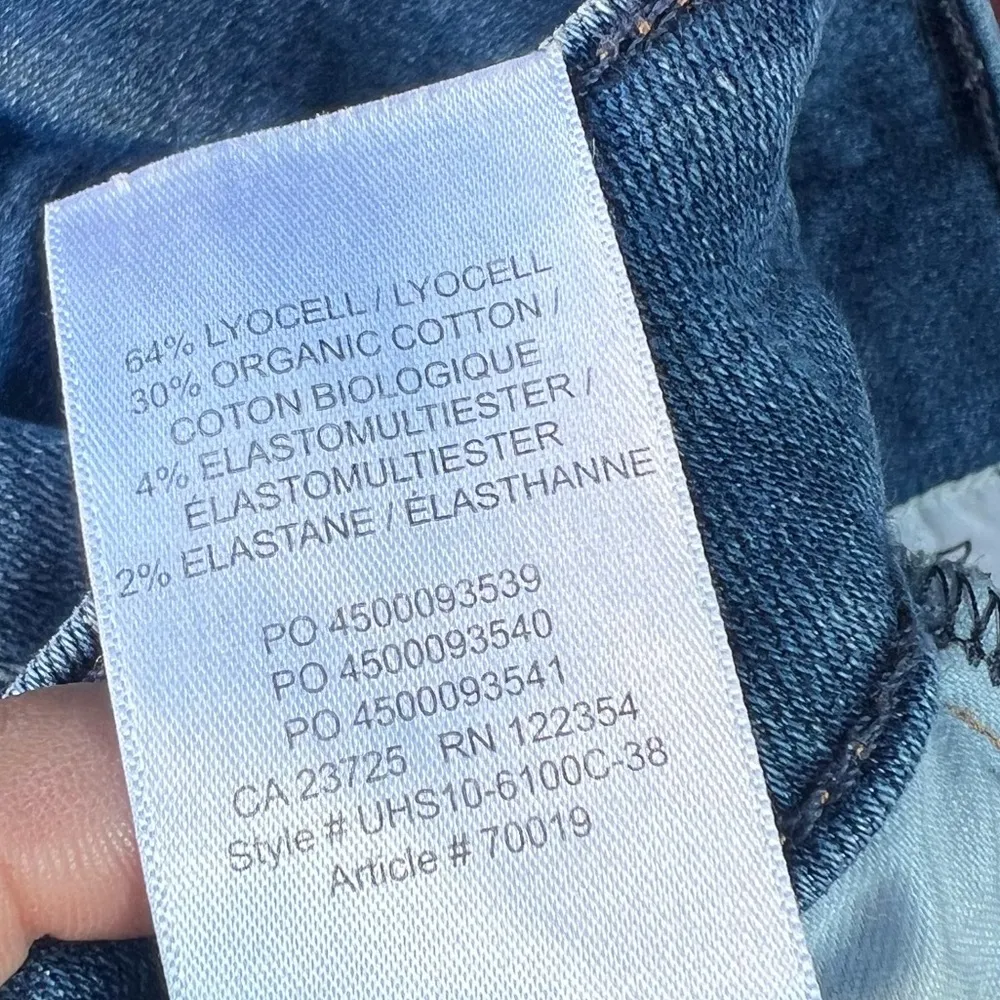 64% LYOCELL / LYOCELL
30% ORGANIC COTTON /
COTON BIOLOGIQUE
4% ELASTOMULTIESTER /
ÉLASTOMULTIESTER
2% ELASTANE / ÉLASTHANNE
PO 4500093539
PO 4500093540
PO 4500093541
CA 23725 RN 122354
Style # UHS10-6100C-38
Article # 70019